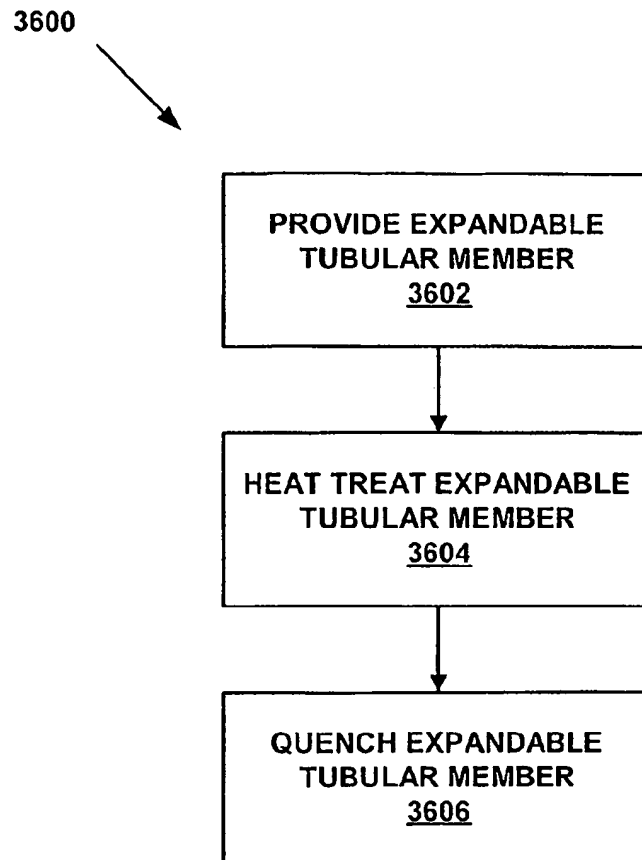 3600
PROVIDE EXPANDABLE
TUBULAR MEMBER
3602
HEAT TREAT EXPANDABLE
TUBULAR MEMBER
3604
QUENCH EXPANDABLE
TUBULAR MEMBER
3606